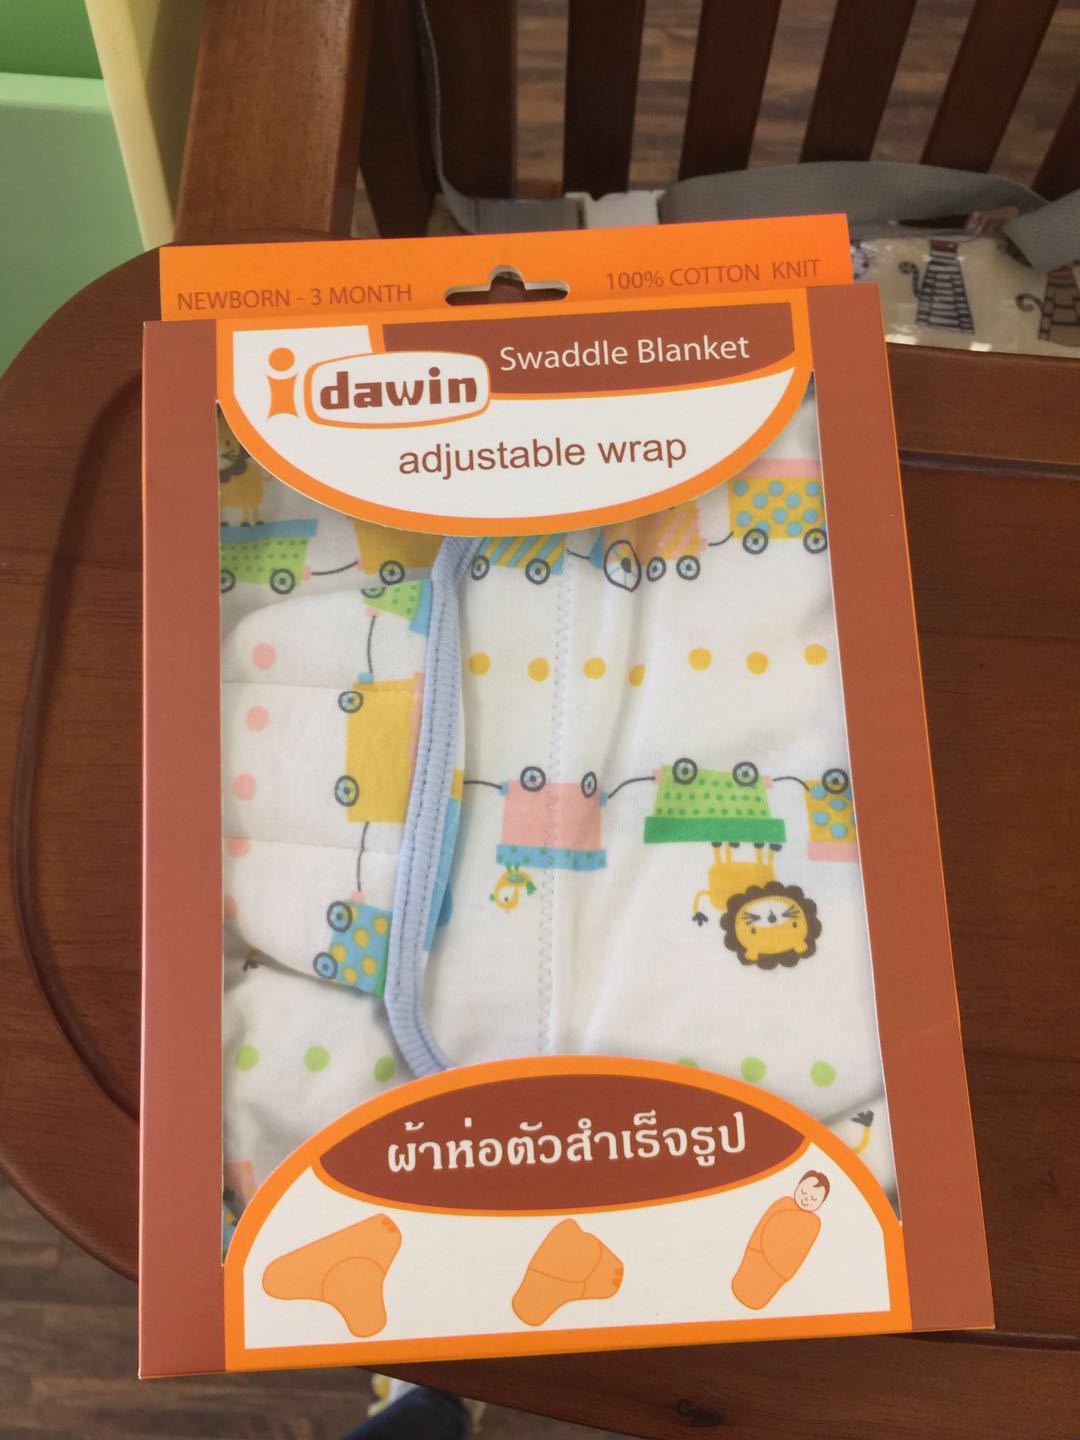 NEWBORN - 3 MONTH
100% COTTON KNIT
i dawin
Swaddle Blanket
adjustable wrap
ผ้าห่อตัวสำเร็จรูป